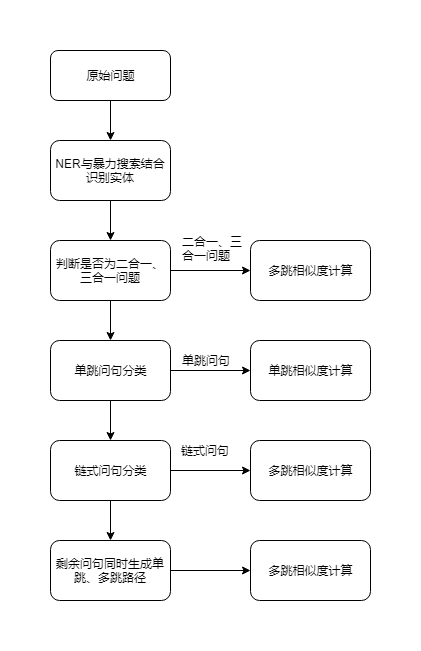 原始问题
NER与暴力搜索结合
识别实体
判断是否为二合一、
三合一问题
二合一、三
合一问题
多跳相似度计算
单跳问句分类
单跳问句
单跳相似度计算
链式问句分类
链式问句
多跳相似度计算
剩余问句同时生成单
跳、多跳路径
多跳相似度计算